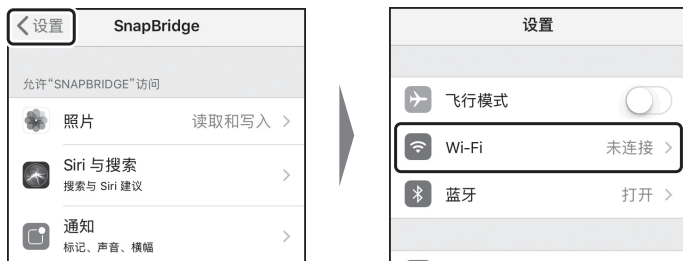 设置
SnapBridge
允许“SNAPBRIDGE”访问
照片
读取和写入
Siri 与搜索
搜索与 Siri 建议
通知
标记、声音、横幅
设置
飞行模式
Wi-Fi
未连接
蓝牙
打开